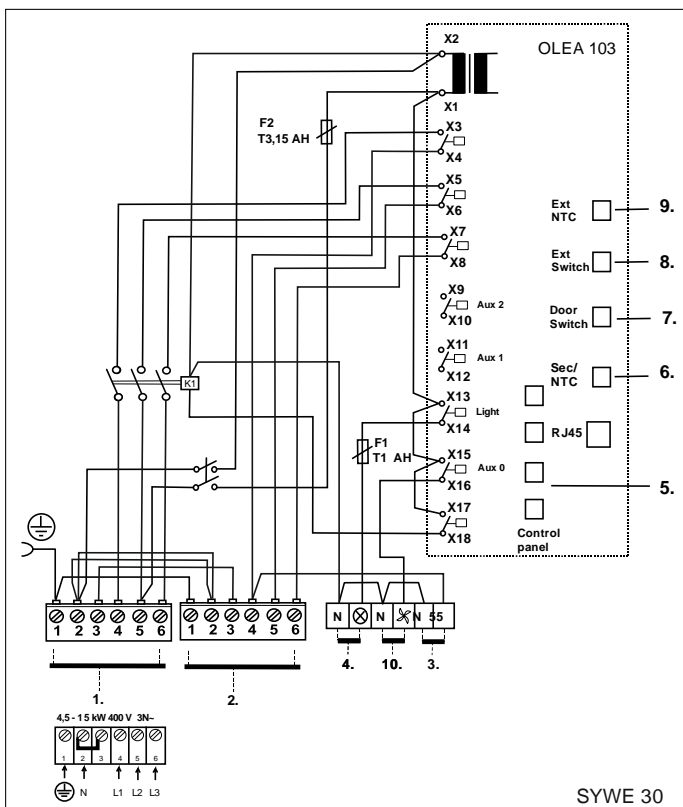 X2
OLEA 103
X1
F2
T3,15 AH
X3
X4
X5
X6
X7
X8
X9
Aux 2
X10
X11
Aux 1
X12
X13
Light
X14
X15
Aux 0
X16
X17
X18
Ext
NTC
9.
Ext
Switch
8.
Door
Switch
7.
Sec/
NTC
6.
RJ45
5.
Control
panel
K1
F1
T1 AH
1 2 3 4 5 6
1 2 3 4 5 6
N N N 55
1.
2.
4. 10. 3.
4,5 - 15 kW 400 V 3N~
1 2 3 4 5 6
N L1 L2 L3
SYWE 30